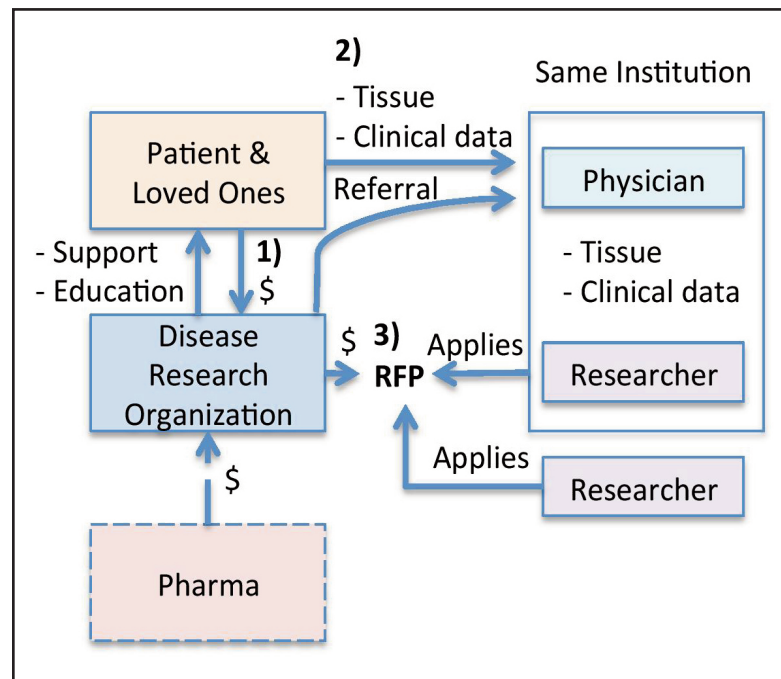 2)
- Tissue
- Clinical data
Same Institution
Patient &
Loved Ones
Physician
Referral
- Support
- Education
1)
$
- Tissue
- Clinical data
Disease
Research
Organization
$
3)
RFP
Applies
Researcher
Applies
Researcher
$
Pharma